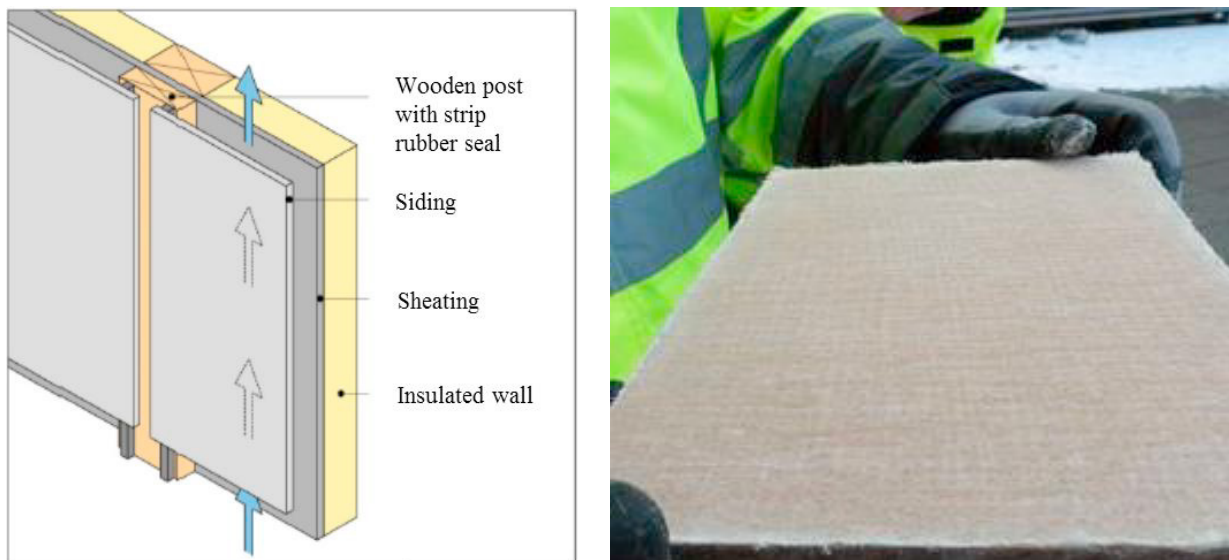 Wooden post
with strip
rubber seal
Siding
Sheating
Insulated wall